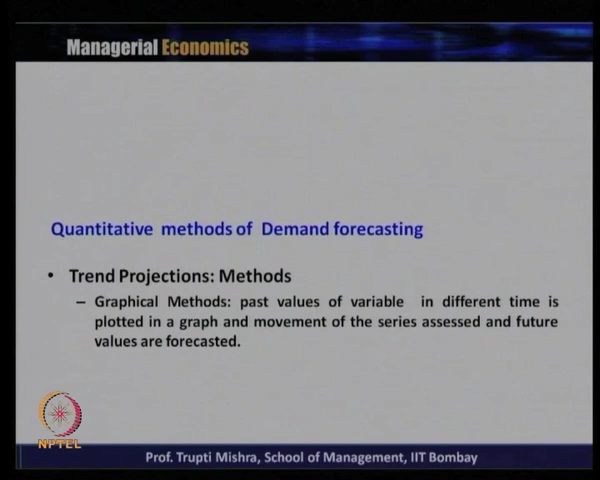 Managerial Economics
Quantitative methods of Demand forecasting
• Trend Projections: Methods
– Graphical Methods: past values of variable in different time is
plotted in a graph and movement of the series assessed and future
values are forecasted.
NPTEL
Prof. Trupti Mishra, School of Management, IIT Bombay